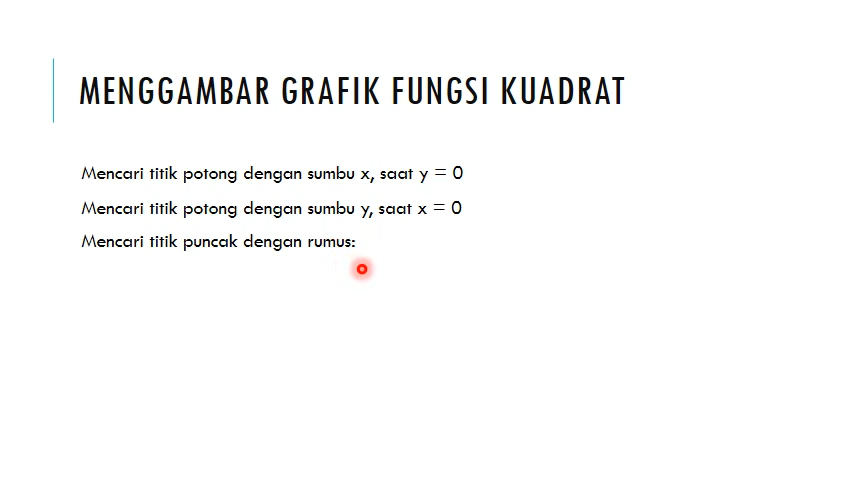 MENGGAMBAR GRAFIK FUNGSI KUADRAT
Mencari titik potong dengan sumbu x, saat y = 0
Mencari titik potong dengan sumbu y, saat x = 0
Mencari titik puncak dengan rumus: